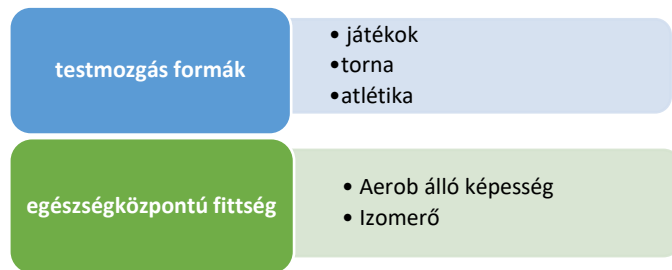 testmozgás formák
• játékok
•torna
•atlétika
egészségközpontú fittség
• Aerob álló képesség
• Izomerő